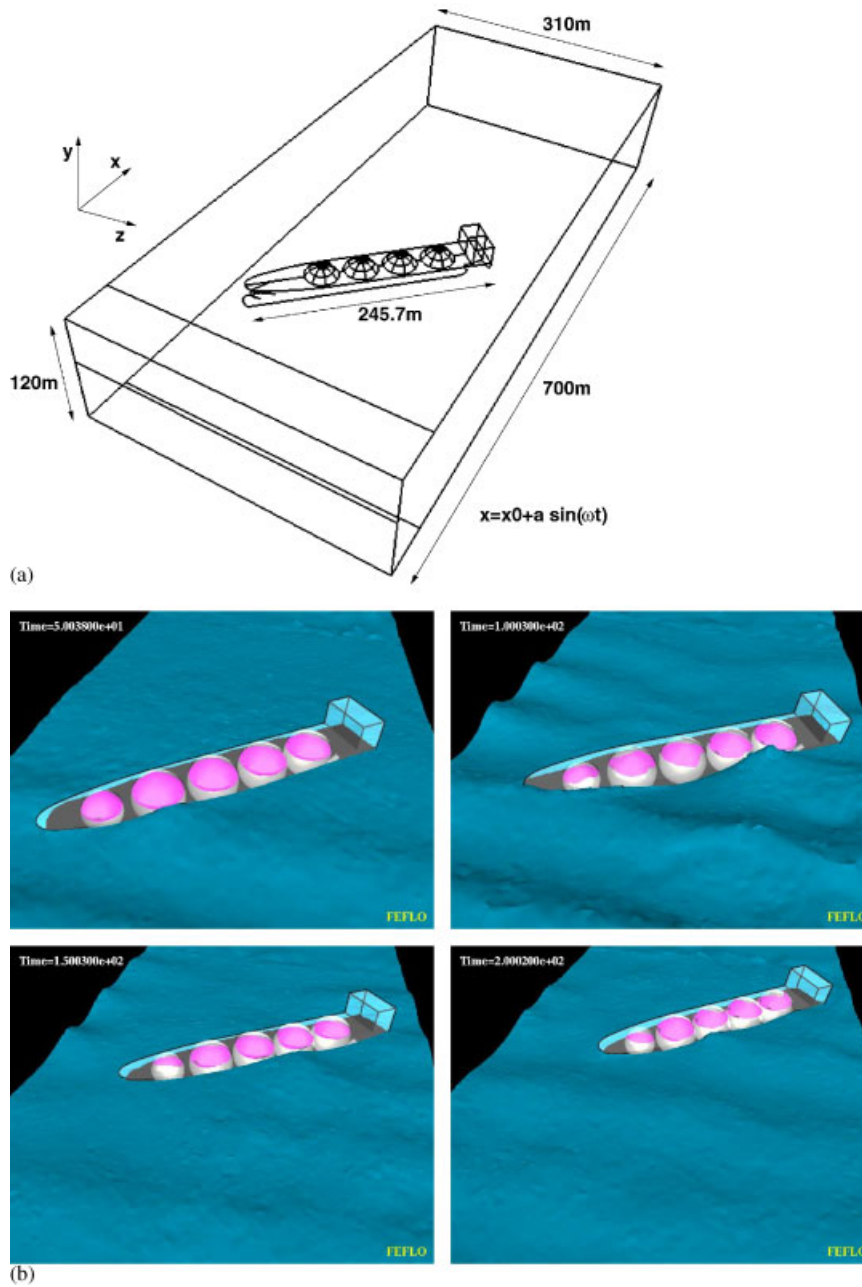 310m
y
x
z
245.7m
120m
700m
x=x0+a sin(ωt)
(a)
Time=5.003800e+01
FEFLO
Time=1.000300e+02
FEFLO
Time=1.500300e+02
FEFLO
Time=2.000200e+02
FEFLO
(b)